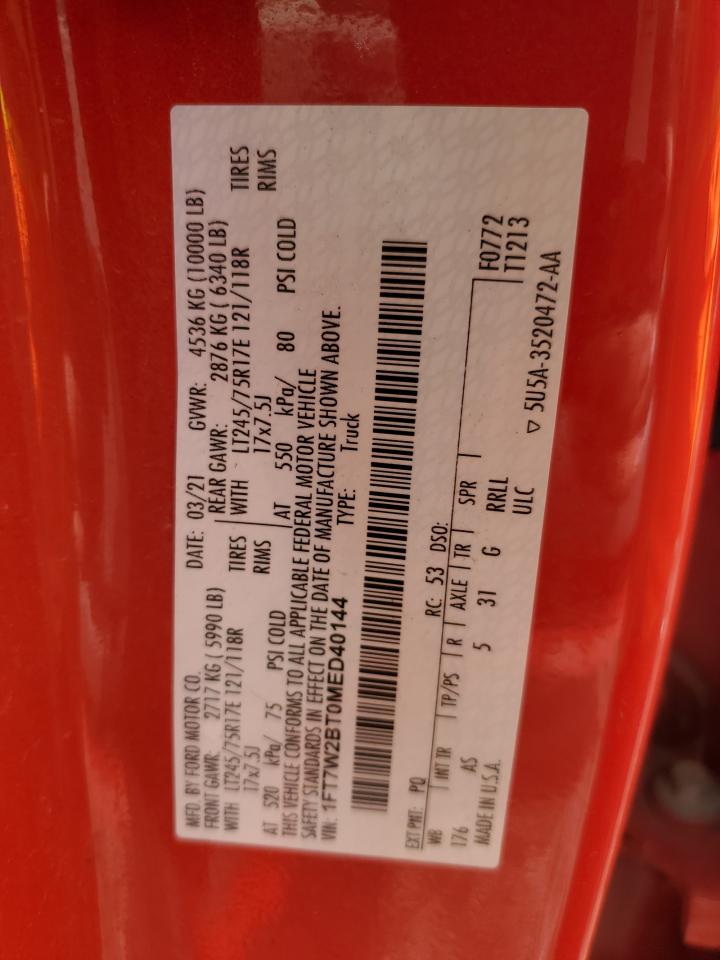 MFD. BY FORD MOTOR CO.
DATE: 03/21 GVWR: 4536 KG (10000 LB)
FRONT GAWR: 2717 KG ( 5990 LB)
REAR GAWR: 2876 KG ( 6340 LB)
WITH LT245/75R17E 121/118R TIRES
WITH LT245/75R17E 121/118R TIRES
17x7.5J RIMS
17x7.5J RIMS
AT 520 kPa/ 75 PSI COLD
AT 550 kPa/ 80 PSI COLD
THIS VEHICLE CONFORMS TO ALL APPLICABLE FEDERAL MOTOR VEHICLE
SAFETY STANDARDS IN EFFECT ON THE DATE OF MANUFACTURE SHOWN ABOVE.
VIN: 1FT7W2BT0MED40144 TYPE: Truck
EXT PNT: PQ RC: 53 DSO:
WB INT TR TP/PS R AXLE TR SPR
F0772
176 AS 5 31 G RRLL
T1213
MADE IN U.S.A. ULC
▽ 5U5A-3520472-AA